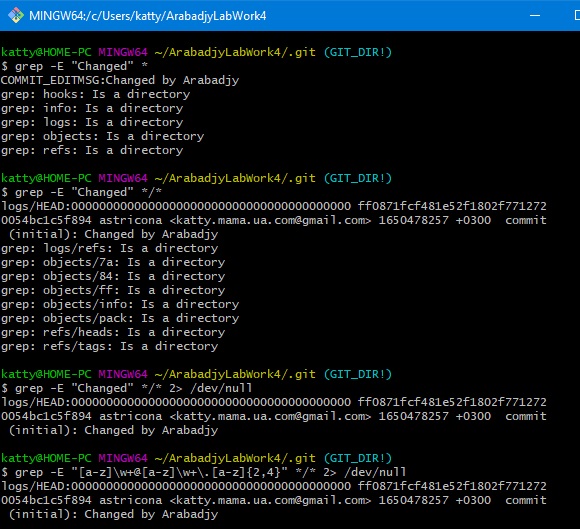 MINGW64:/c/Users/katty/ArabadjyLabWork4
katty@HOME-PC MINGW64 ~/ArabadjyLabWork4/.git (GIT_DIR!)
$ grep -E "Changed" *
COMMIT_EDITMSG:Changed by Arabadjy
grep: hooks: Is a directory
grep: info: Is a directory
grep: logs: Is a directory
grep: objects: Is a directory
grep: refs: Is a directory
katty@HOME-PC MINGW64 ~/ArabadjyLabWork4/.git (GIT_DIR!)
$ grep -E "Changed" */*
logs/HEAD:0000000000000000000000000000000000000000 ff0871fcf481e52f1802f771272
0054bc1c5f894 astricona <katty.mama.ua.com@gmail.com> 1650478257 +0300  commit
 (initial): Changed by Arabadjy
grep: logs/refs: Is a directory
grep: objects/7a: Is a directory
grep: objects/84: Is a directory
grep: objects/ff: Is a directory
grep: objects/info: Is a directory
grep: objects/pack: Is a directory
grep: refs/heads: Is a directory
grep: refs/tags: Is a directory
katty@HOME-PC MINGW64 ~/ArabadjyLabWork4/.git (GIT_DIR!)
$ grep -E "Changed" */* 2> /dev/null
logs/HEAD:0000000000000000000000000000000000000000 ff0871fcf481e52f1802f771272
0054bc1c5f894 astricona <katty.mama.ua.com@gmail.com> 1650478257 +0300  commit
 (initial): Changed by Arabadjy
katty@HOME-PC MINGW64 ~/ArabadjyLabWork4/.git (GIT_DIR!)
$ grep -E "[a-z]\w+@[a-z]\w+\.[a-z]{2,4}" */* 2> /dev/null
logs/HEAD:0000000000000000000000000000000000000000 ff0871fcf481e52f1802f771272
0054bc1c5f894 astricona <katty.mama.ua.com@gmail.com> 1650478257 +0300  commit
 (initial): Changed by Arabadjy